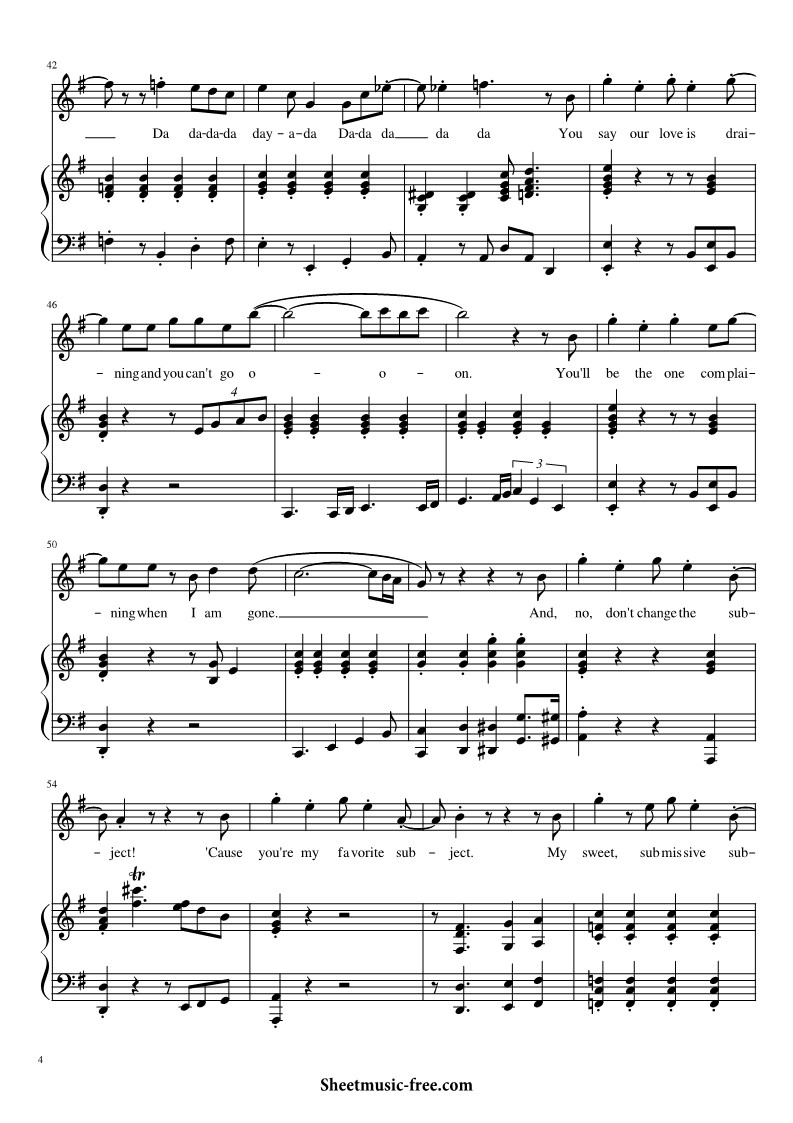 42
Da da-da-da day-a-da Da-da da da da You say our love is drai-
46
- ning and you can't go o - o - on. You'll be the one complai-
4
3
50
- ning when I am gone. And, no, don't change the sub-
54
- ject! 'Cause you're my favorite sub - ject. My sweet, submissive sub-
tr
4
Sheetmusic-free.com